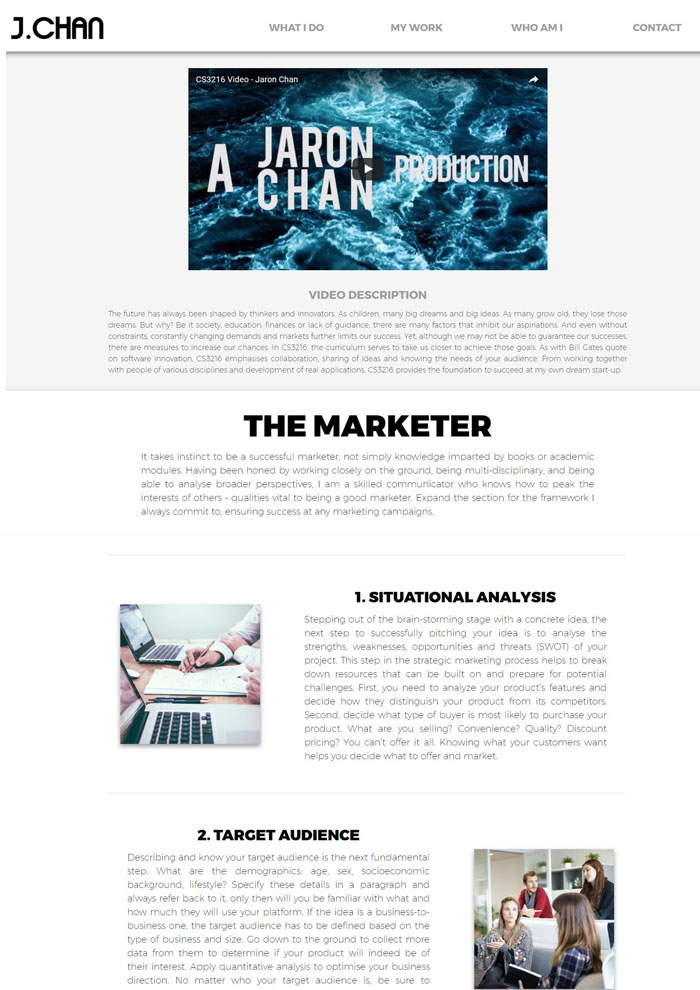 J.CHAN
WHAT I DO
MY WORK
WHO AM I
CONTACT
CS3216 Video - Jaron Chan
A JARON CHAN PRODUCTION
VIDEO DESCRIPTION
The future has always been shaped by thinkers and innovators. As children, many big dreams and big ideas. As many grow old, they lose those
dreams. But why? Be it society, education, finances or lack of guidance, there are many factors that inhibit our aspiriations. And even without
constraints, constantly changing demands and markets further limits our success. Yet, although we may not be able to guarantee our successes,
there are measures to increase our chances. In CS3216, the curriculum serves to take us closer to achieve those goals. As with Bill Gates quote
on software innovation, CS3216 emphasises collaboration, sharing of ideas and knowing the needs of your audience. From working together
with people of various disciplines and development of real applications, CS3216 provides the foundation to succeed at my own dream start-up.
THE MARKETER
It takes instinct to be a successful marketer, not simply knowledge imparted by books or academic
modules. Having been honed by working closely on the ground, being multi-disciplinary, and being
able to analyse broader perspectives, I am a skilled communicator who knows how to peak the
interests of others - qualities vital to being a good marketer. Expand the section for the framework I
always commit to, ensuring success at any marketing campaigns.
1. SITUATIONAL ANALYSIS
Stepping out of the brain-storming stage with a concrete idea, the
next step to successfully pitching your idea is to analyse the
strengths, weaknesses, opportunities and threats (SWOT) of your
project. This step in the strategic marketing process helps to break
down resources that can be built on and prepare for potential
challenges. First, you need to analyze your product's features and
decide how they distinguish your product from its competitors.
Second, decide what type of buyer is most likely to purchase your
product. What are you selling? Convenience? Quality? Discount
pricing? You can't offer it all. Knowing what your customers want
helps you decide what to offer and market.
2. TARGET AUDIENCE
Describing and know your target audience is the next fundamental
step. What are the demographics: age, sex, socioeconomic
background, lifestyle? Specify these details in a paragraph and
always refer back to it, only then will you be familiar with what and
how much they will use your platform. If the idea is a business-to-
business one, the target audience has to be defined based on the
type of business and size. Go down to the ground to collect more
data from them to determine if your product will indeed be of
their interest. Apply quantitative analysis to optimise your business
direction. No matter who your target audience is, be sure to